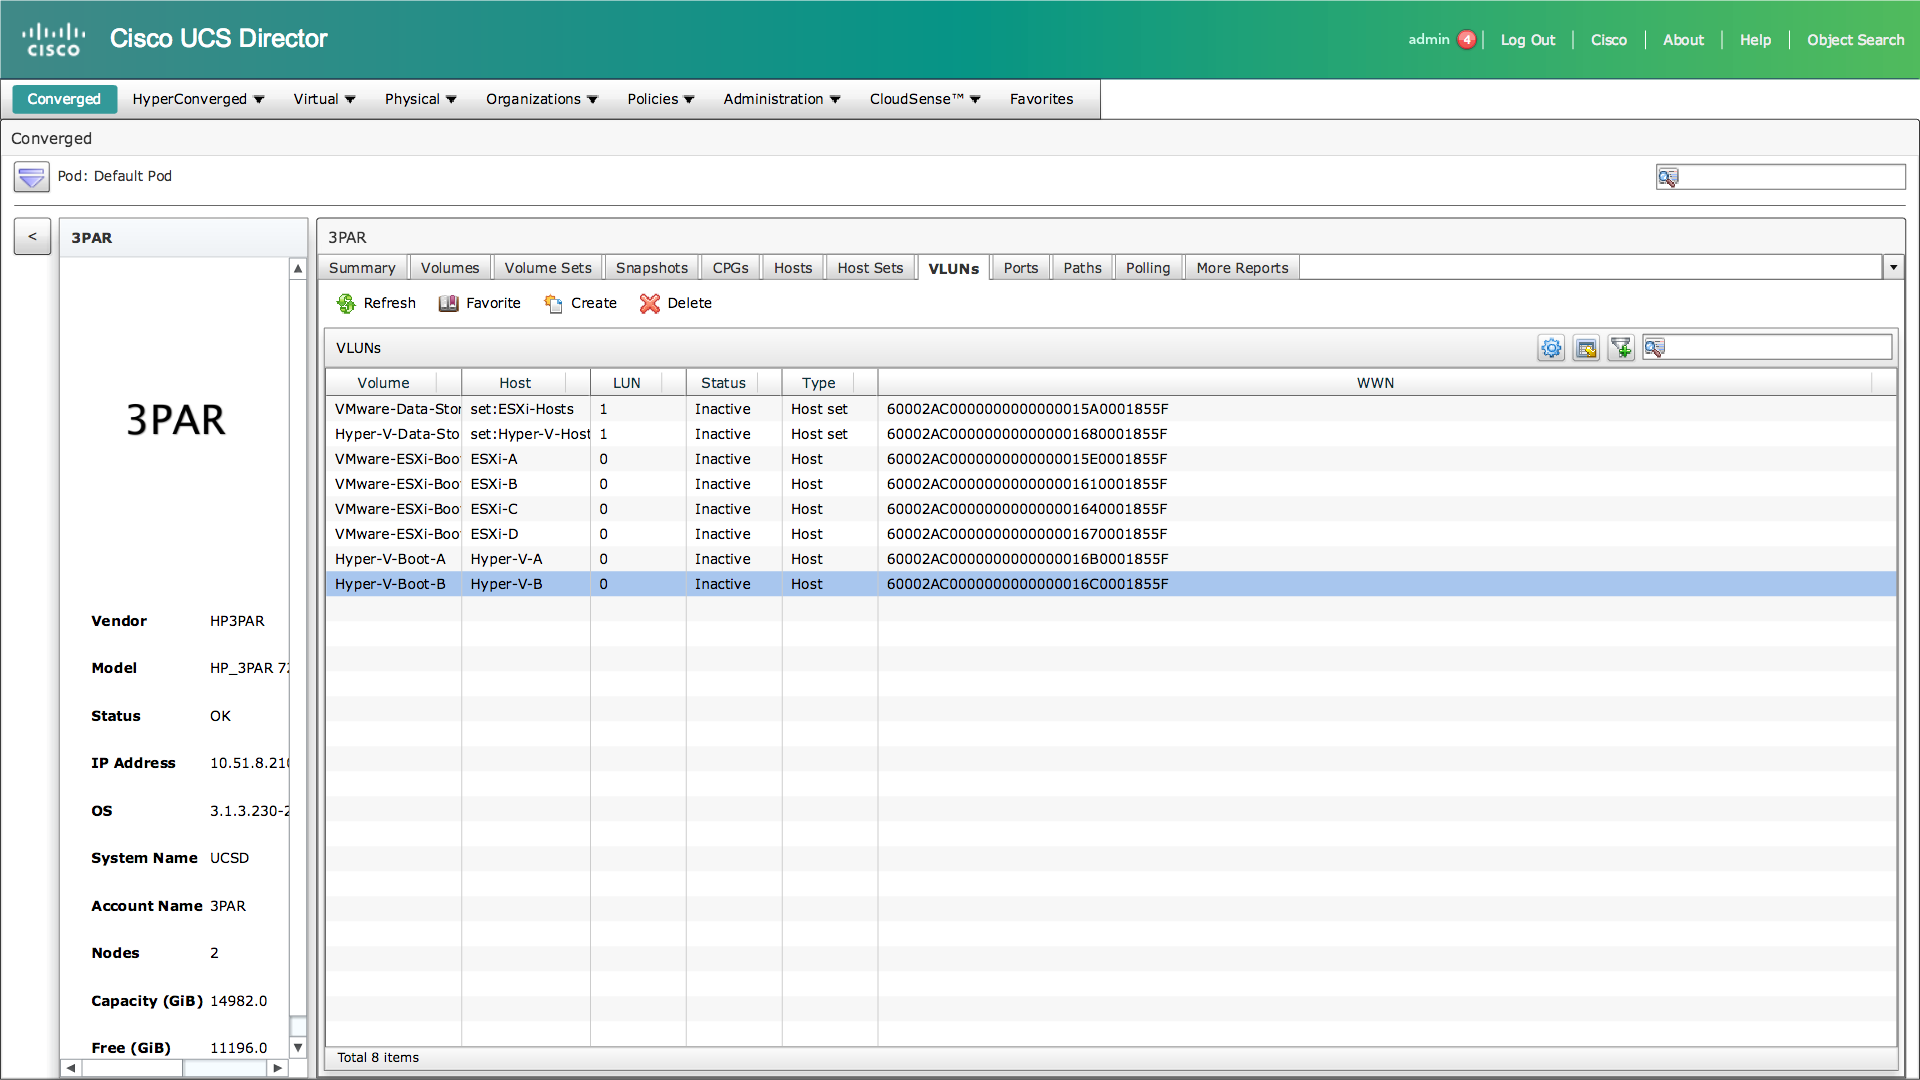 CISCO Cisco UCS Director admin 4 Log Out Cisco About Help Object Search
Converged HyperConverged Virtual Physical Organizations Policies Administration CloudSense™ Favorites
Converged
Pod: Default Pod
< 3PAR
3PAR
Summary Volumes Volume Sets Snapshots CPGs Hosts Host Sets VLUNs Ports Paths Polling More Reports
Refresh Favorite Create Delete
VLUNs
Volume Host LUN Status Type WWN
VMware-Data-Stor set:ESXi-Hosts 1 Inactive Host set 60002AC0000000000000015A0001855F
Hyper-V-Data-Sto set:Hyper-V-Host 1 Inactive Host set 60002AC000000000000001680001855F
VMware-ESXi-Boo ESXi-A 0 Inactive Host 60002AC0000000000000015E0001855F
VMware-ESXi-Boo ESXi-B 0 Inactive Host 60002AC000000000000001610001855F
VMware-ESXi-Boo ESXi-C 0 Inactive Host 60002AC000000000000001640001855F
VMware-ESXi-Boo ESXi-D 0 Inactive Host 60002AC000000000000001670001855F
Hyper-V-Boot-A Hyper-V-A 0 Inactive Host 60002AC0000000000000016B0001855F
Hyper-V-Boot-B Hyper-V-B 0 Inactive Host 60002AC0000000000000016C0001855F
Total 8 items
3PAR
Vendor HP3PAR
Model HP_3PAR 72
Status OK
IP Address 10.51.8.210
OS 3.1.3.230-2
System Name UCSD
Account Name 3PAR
Nodes 2
Capacity (GiB) 14982.0
Free (GiB) 11196.0